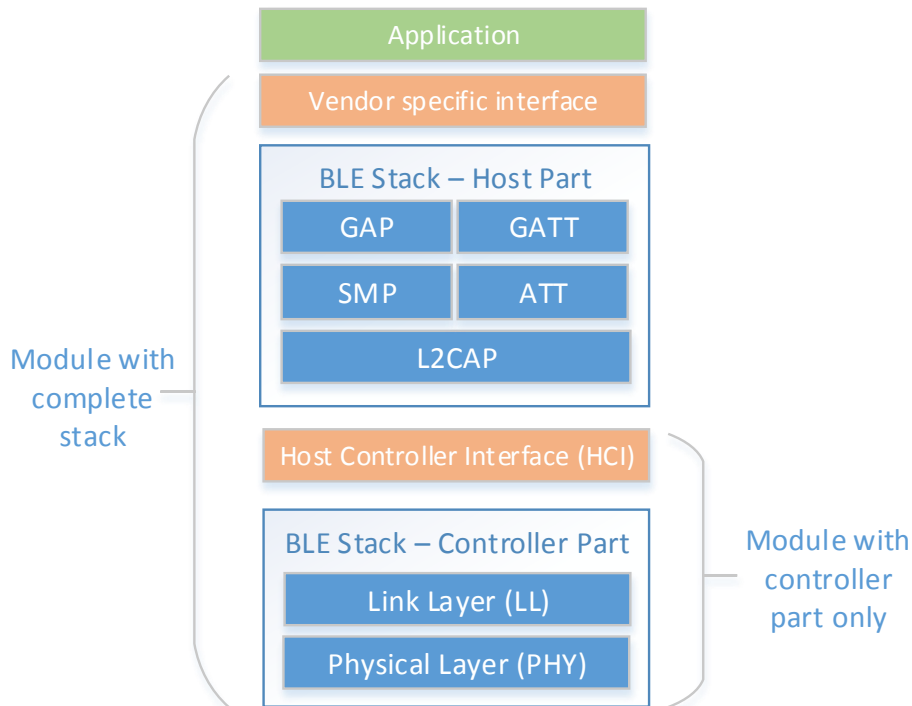 Application
Vendor specific interface
BLE Stack – Host Part
GAP GATT
SMP ATT
L2CAP
Module with
complete
stack
Host Controller Interface (HCI)
BLE Stack – Controller Part
Link Layer (LL)
Physical Layer (PHY)
Module with
controller
part only